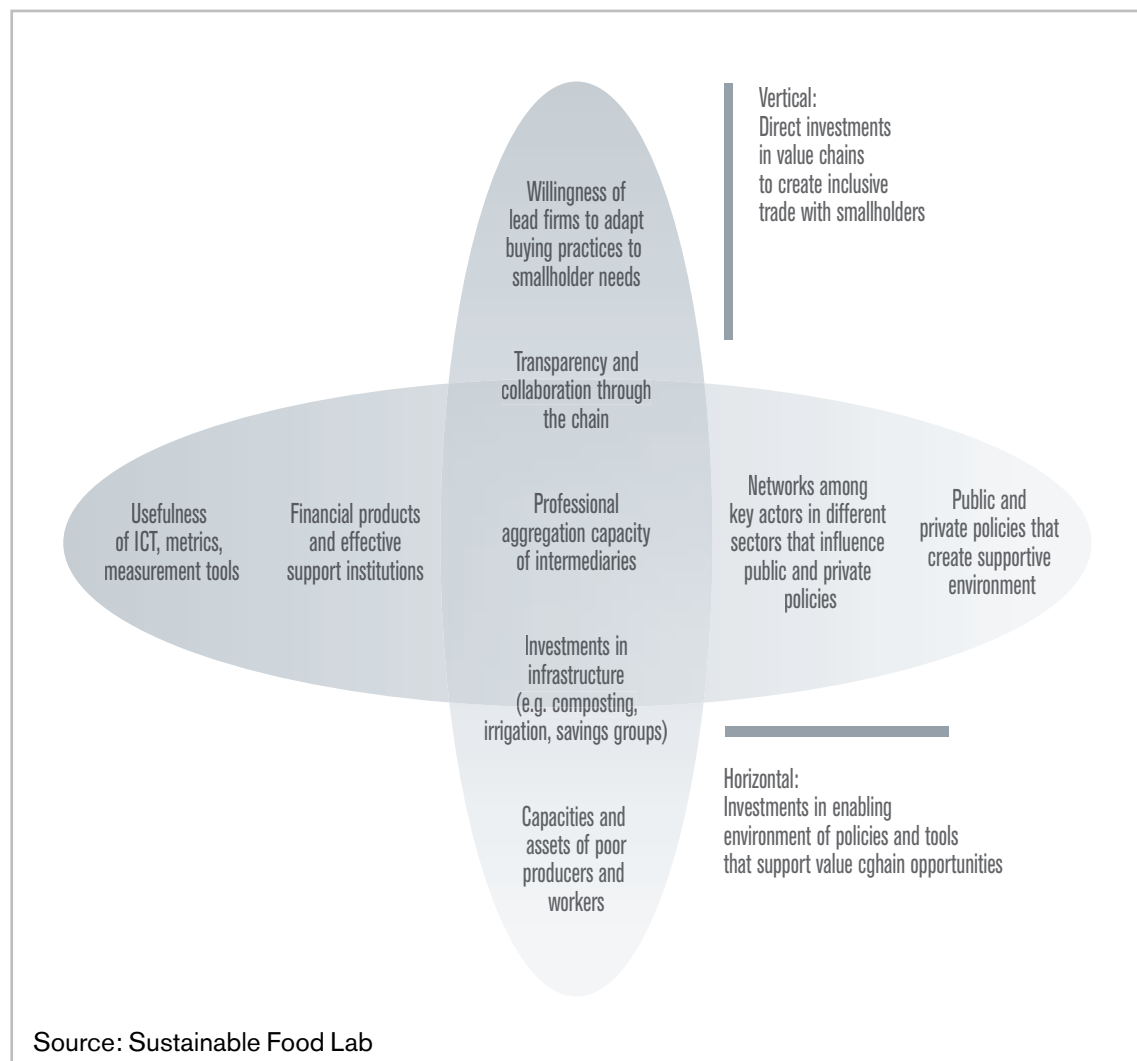 Vertical:
Direct investments
in value chains
to create inclusive
trade with smallholders
Willingness of
lead firms to adapt
buying practices to
smallholder needs
Transparency and
collaboration through
the chain
Usefulness
of ICT, metrics,
measurement tools
Financial products
and effective
support institutions
Professional
aggregation capacity
of intermediaries
Networks among
key actors in different
sectors that influence
public and private
policies
Public and
private policies that
create supportive
environment
Investments in
infrastructure
(e.g. composting,
irrigation, savings groups)
Capacities and
assets of poor
producers and
workers
Horizontal:
Investments in enabling
environment of policies and tools
that support value cghain opportunities
Source: Sustainable Food Lab